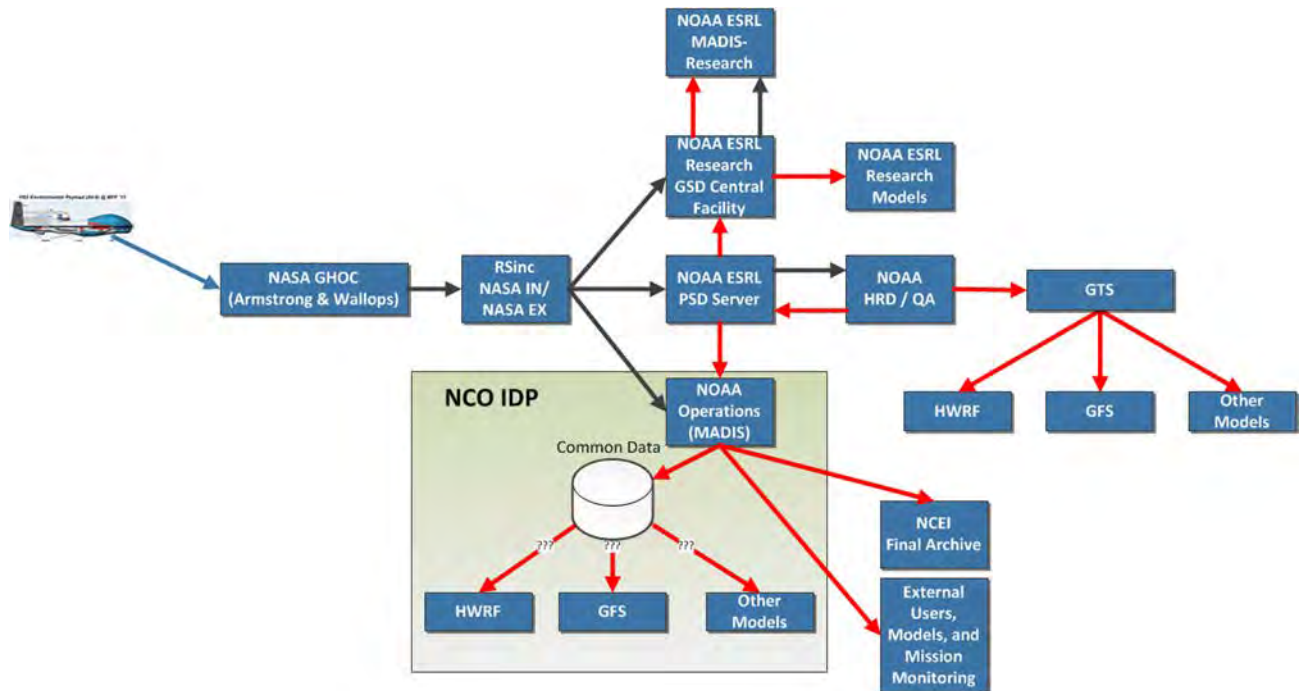 NOAA ESRL
MADIS-
Research
NOAA ESRL
Research
GSD Central
Facility
NOAA ESRL
Research
Models
NASA GHOC
(Armstrong & Wallops)
RSinc
NASA IN/
NASA EX
NOAA ESRL
PSD Server
NOAA
HRD / QA
GTS
HWRF
GFS
Other
Models
NCO IDP
NOAA
Operations
(MADIS)
Common Data
???
???
???
HWRF
GFS
Other
Models
NCEI
Final Archive
External
Users,
Models, and
Mission
Monitoring